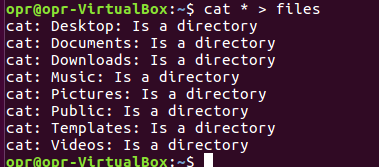 opr@opr-VirtualBox:~$ cat * > files
cat: Desktop: Is a directory
cat: Documents: Is a directory
cat: Downloads: Is a directory
cat: Music: Is a directory
cat: Pictures: Is a directory
cat: Public: Is a directory
cat: Templates: Is a directory
cat: Videos: Is a directory
opr@opr-VirtualBox:~$